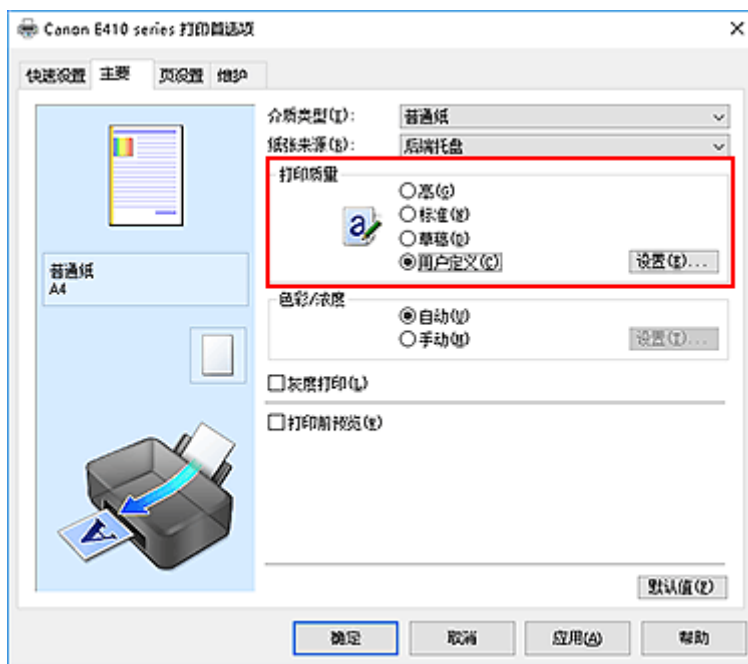 Canon E410 series 打印首选项
快速设置 主要 页设置 维护
介质类型(I): 普通纸
纸张来源(B): 后端托盘
打印质量
高(G)
标准(N)
草稿(D)
用户定义(C) 设置(E)...
普通纸
A4
色彩/浓度
自动(U)
手动(M) 设置(T)...
灰度打印(L)
打印前预览(E)
默认值(F)
确定 取消 应用(A) 帮助